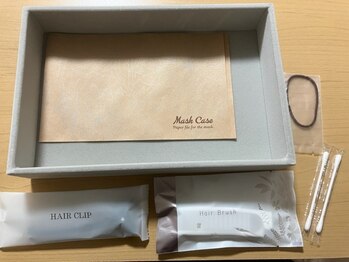 Mask Case
Paper file for the mask
HAIR CLIP
Hair Brush